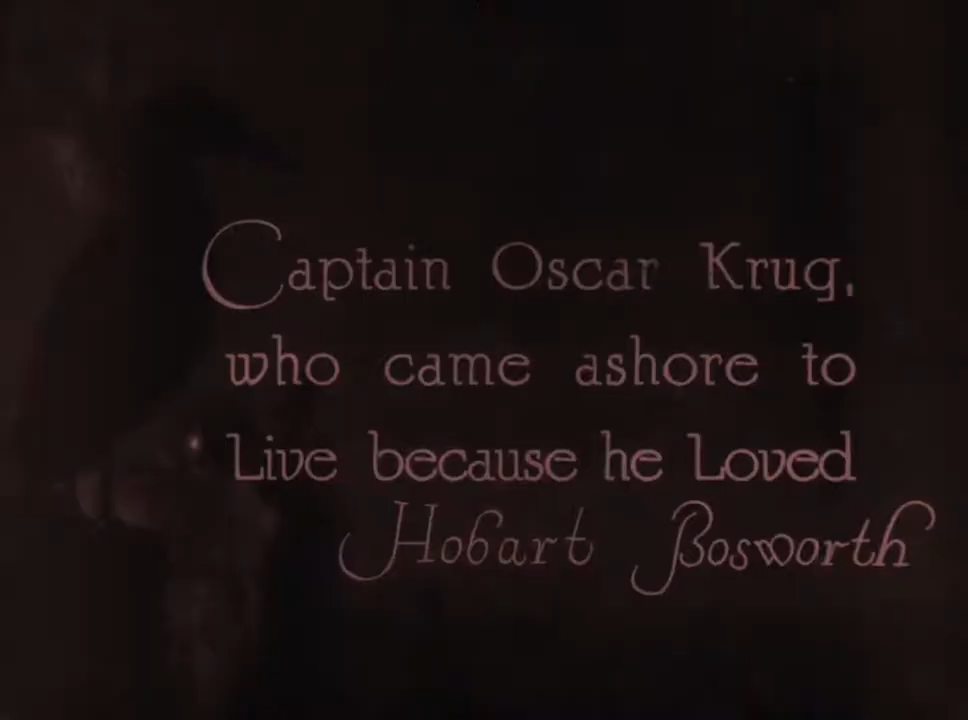 Captain Oscar Krug,
who came ashore to
Live because he Loved
Hobart Bosworth